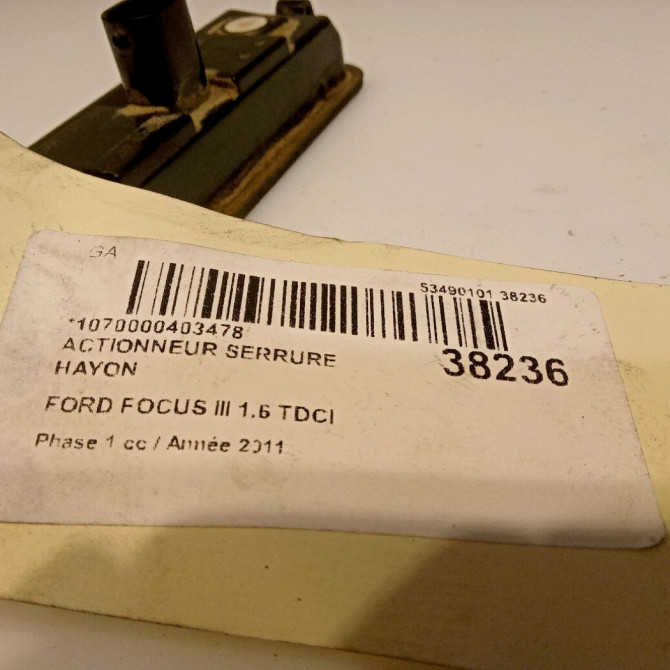 GA
53490101 38236
*1070000403478
ACTIONNEUR SERRURE
HAYON
38236
FORD FOCUS III 1.6 TDCI
Phase 1 cc / Année 2011